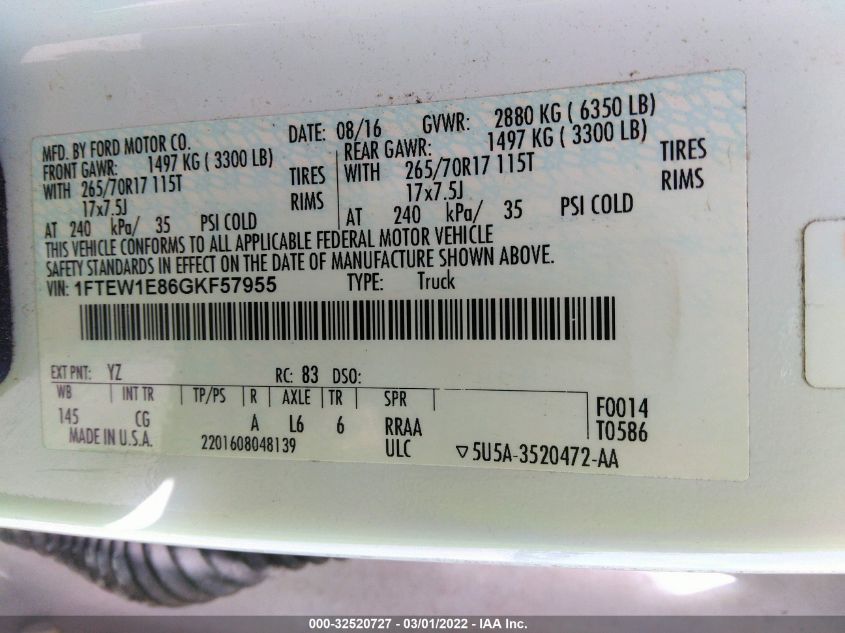 MFD. BY FORD MOTOR CO. DATE: 08/16 GVWR: 2880 KG ( 6350 LB)
FRONT GAWR: 1497 KG ( 3300 LB) REAR GAWR: 1497 KG ( 3300 LB)
WITH 265/70R17 115T TIRES WITH 265/70R17 115T TIRES
17x7.5J RIMS 17x7.5J RIMS
AT 240 kPa/ 35 PSI COLD AT 240 kPa/ 35 PSI COLD
THIS VEHICLE CONFORMS TO ALL APPLICABLE FEDERAL MOTOR VEHICLE
SAFETY STANDARDS IN EFFECT ON THE DATE OF MANUFACTURE SHOWN ABOVE.
VIN: 1FTEW1E86GKF57955 TYPE: Truck
EXT PNT: YZ RC: 83 DSO:
WB INT TR TP/PS R AXLE TR SPR F0014
145 CG A L6 6 RRAA T0586
MADE IN U.S.A. 2201608048139 ULC ▽5U5A-3520472-AA
000-32520727 - 03/01/2022 - IAA Inc.